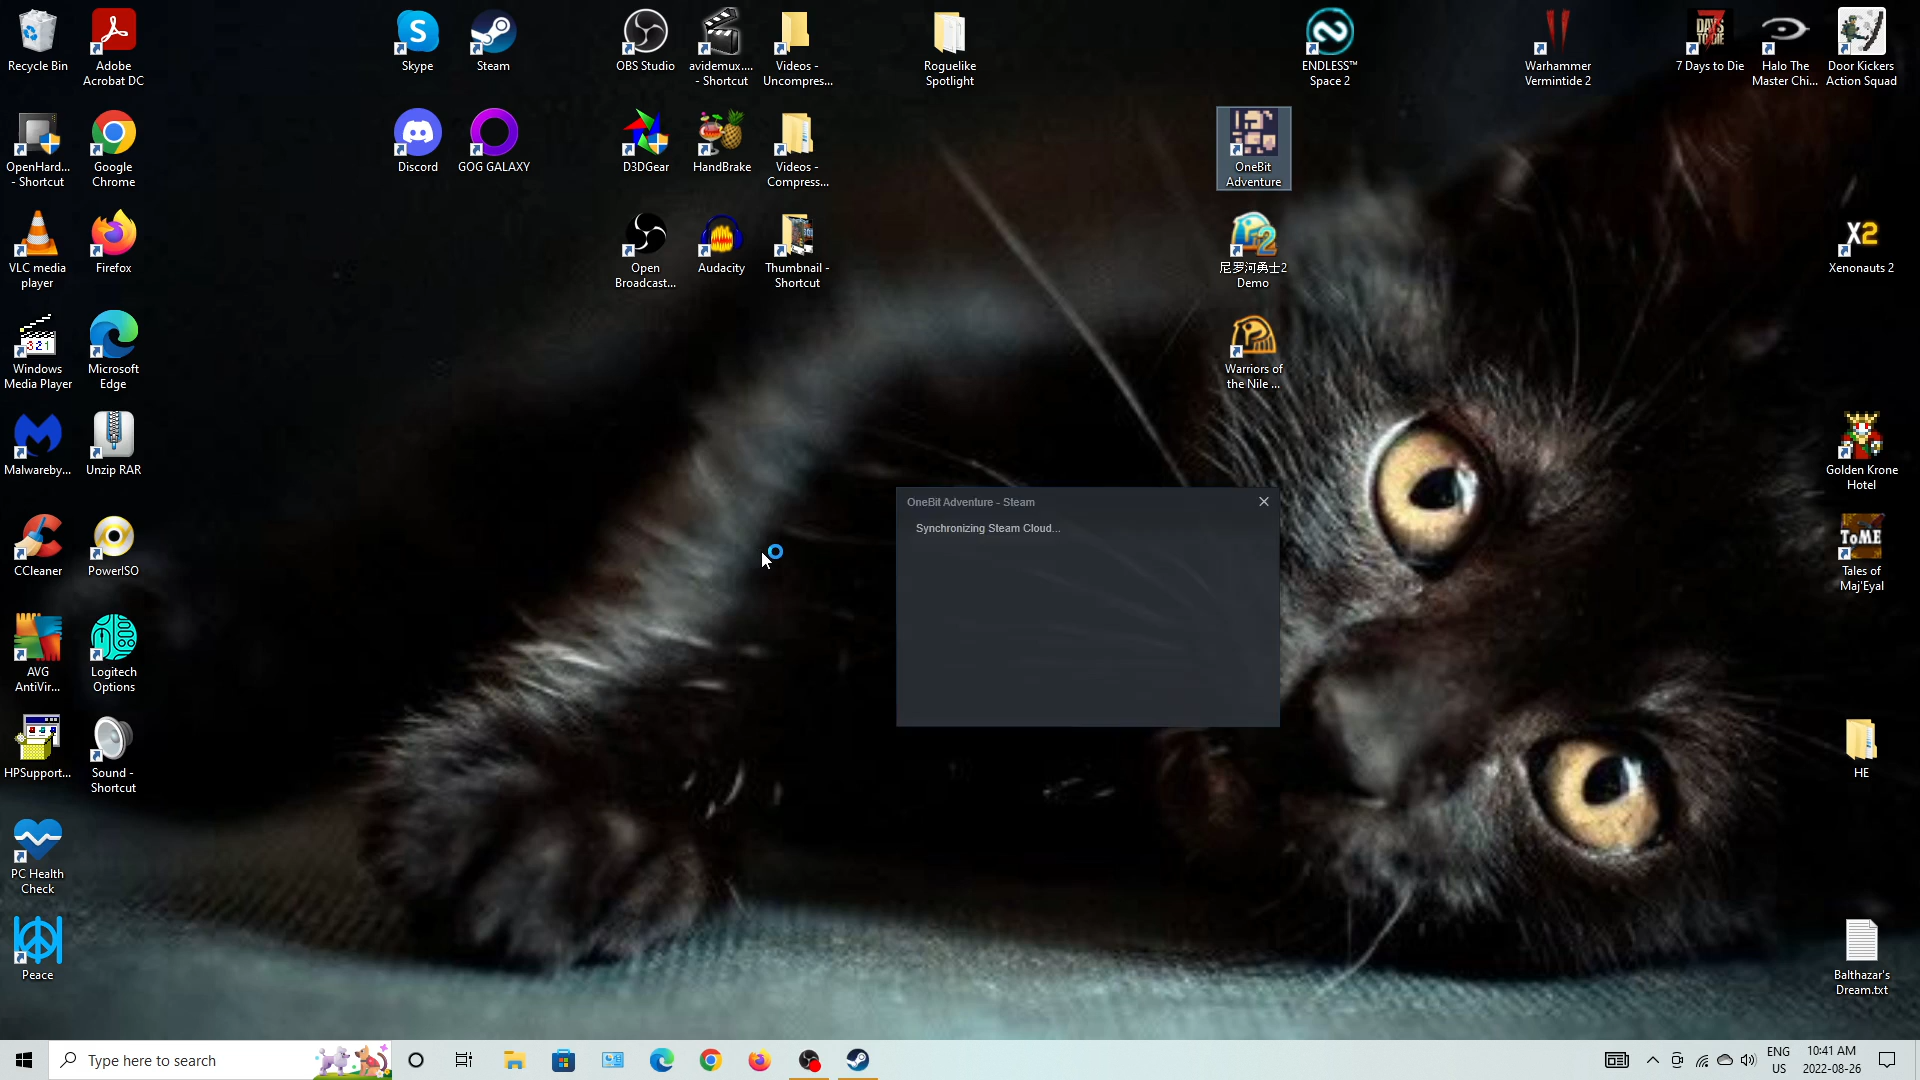 Recycle Bin
Adobe
Acrobat DC
Skype
Steam
OBS Studio
avidemux....
- Shortcut
Videos -
Uncompres...
Roguelike
Spotlight
ENDLESS™
Space 2
Warhammer
Vermintide 2
7 Days to Die
Halo The
Master Chi...
Door Kickers
Action Squad
OpenHard...
- Shortcut
Google
Chrome
Discord
GOG GALAXY
D3DGear
HandBrake
Videos -
Compress...
OneBit
Adventure
VLC media
player
Firefox
Open
Broadcast...
Audacity
Thumbnail -
Shortcut
尼罗河勇士2
Demo
X2
Xenonauts 2
Windows
Media Player
Microsoft
Edge
Warriors of
the Nile ...
Malwareby...
Unzip RAR
Golden Krone
Hotel
OneBit Adventure - Steam
Synchronizing Steam Cloud...
CCleaner
PowerISO
ToME
Tales of
Maj'Eyal
AVG
AntiVir...
Logitech
Options
HPSupport...
Sound -
Shortcut
HE
PC Health
Check
Peace
Balthazar's
Dream.txt
Type here to search
ENG
US
10:41 AM
2022-08-26